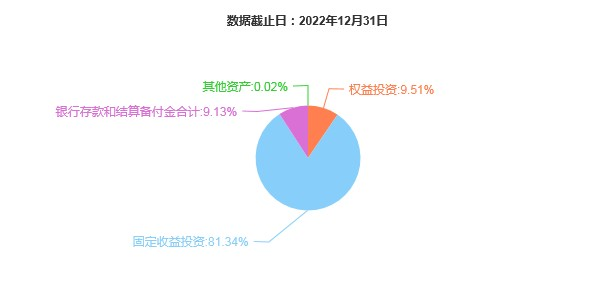 数据截止日：2022年12月31日
其他资产:0.02%
权益投资:9.51%
银行存款和结算备付金合计:9.13%
固定收益投资:81.34%